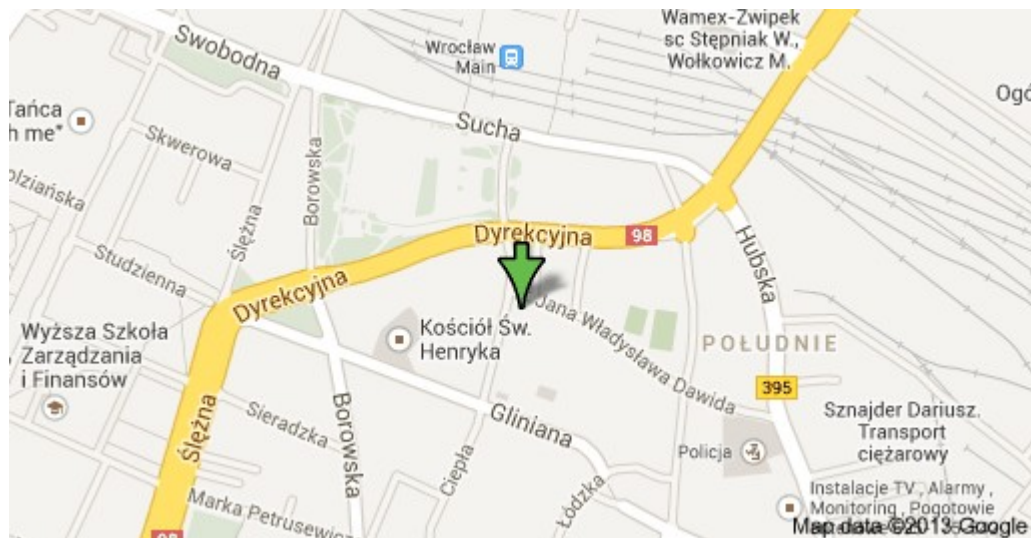 Swobodna
Wrocław
Main
Wamex-Zwipek
sc Stępniak W.,
Wołkowicz M.
Ogó
Tańca
h me*
Skwerowa
Sucha
olziańska
Borowska
Ślężna
Dyrekcyjna
98
Hubska
Studzienna
Dyrekcyjna
Jana Władysława Dawida
Wyższa Szkoła
Zarządzania
i Finansów
Kościół Św.
Henryka
POŁUDNIE
395
Sieradzka
Borowska
Gliniana
Sznajder Dariusz.
Transport
ciężarowy
Ślężna
Ciepła
Policja
Łódzka
Marka Petrusewic
Instalacje TV , Alarmy ,
Monitoring , Pogotowie
98
Map data ©2013 Google